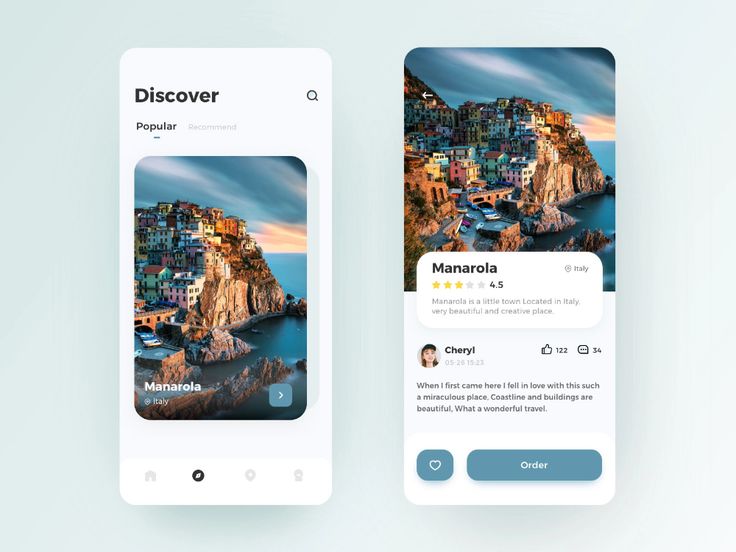 Discover
Popular
Recommend
Manarola
Italy
Manarola
Italy
4.5
Manarola is a little town Located in Italy,
very beautiful and creative place.
Cheryl
122
34
05-26 15:23
When I first came here I fell in love with this such
a miraculous place, Coastline and buildings are
beautiful, What a wonderful travel.
Order